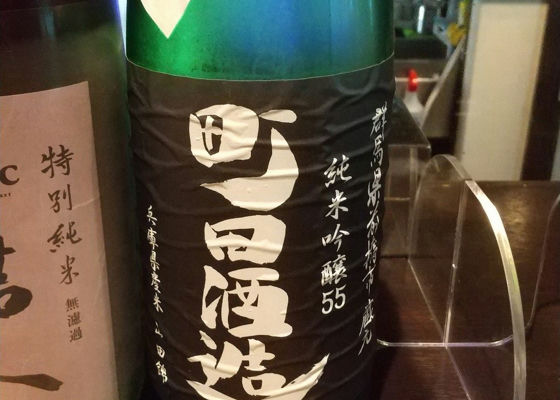 町田酒造
純米吟醸55
群馬県前橋市 蔵元
兵庫県産米 山田錦
特別純米
無濾過